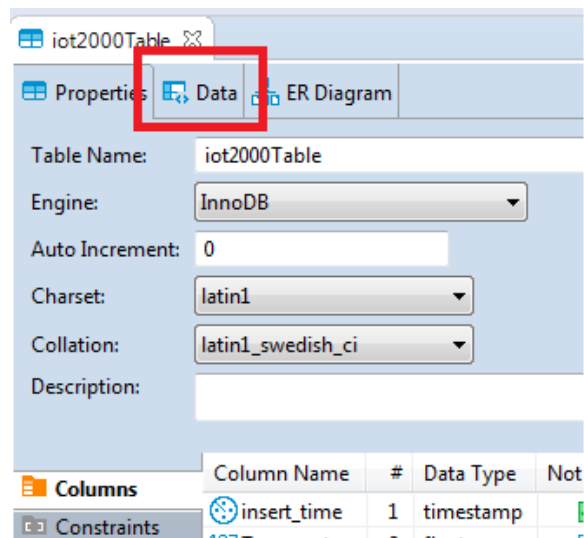 iot2000Table
Properties Data ER Diagram
Table Name: iot2000Table
Engine: InnoDB
Auto Increment: 0
Charset: latin1
Collation: latin1_swedish_ci
Description:
Column Name # Data Type Not
Columns
insert_time 1 timestamp
Constraints